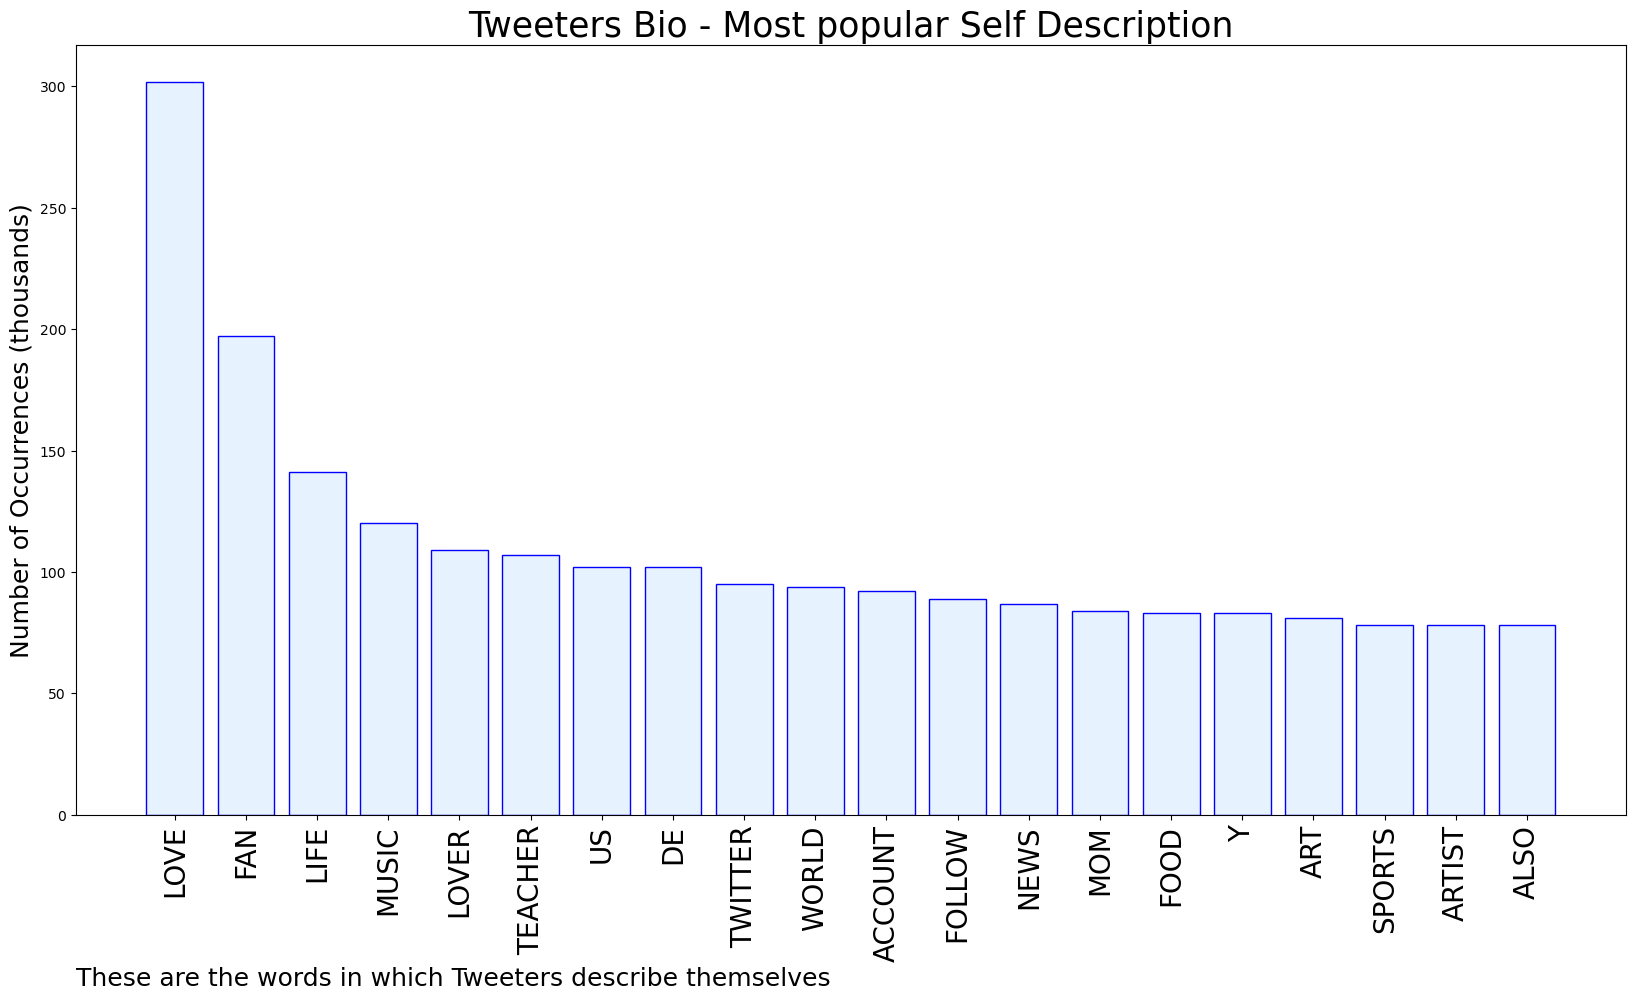 Tweeters Bio - Most popular Self Description
Number of Occurrences (thousands)
300
250
200
150
100
50
0
LOVE
FAN
LIFE
MUSIC
LOVER
TEACHER
US
DE
TWITTER
WORLD
ACCOUNT
FOLLOW
NEWS
MOM
FOOD
Y
ART
SPORTS
ARTIST
ALSO
These are the words in which Tweeters describe themselves